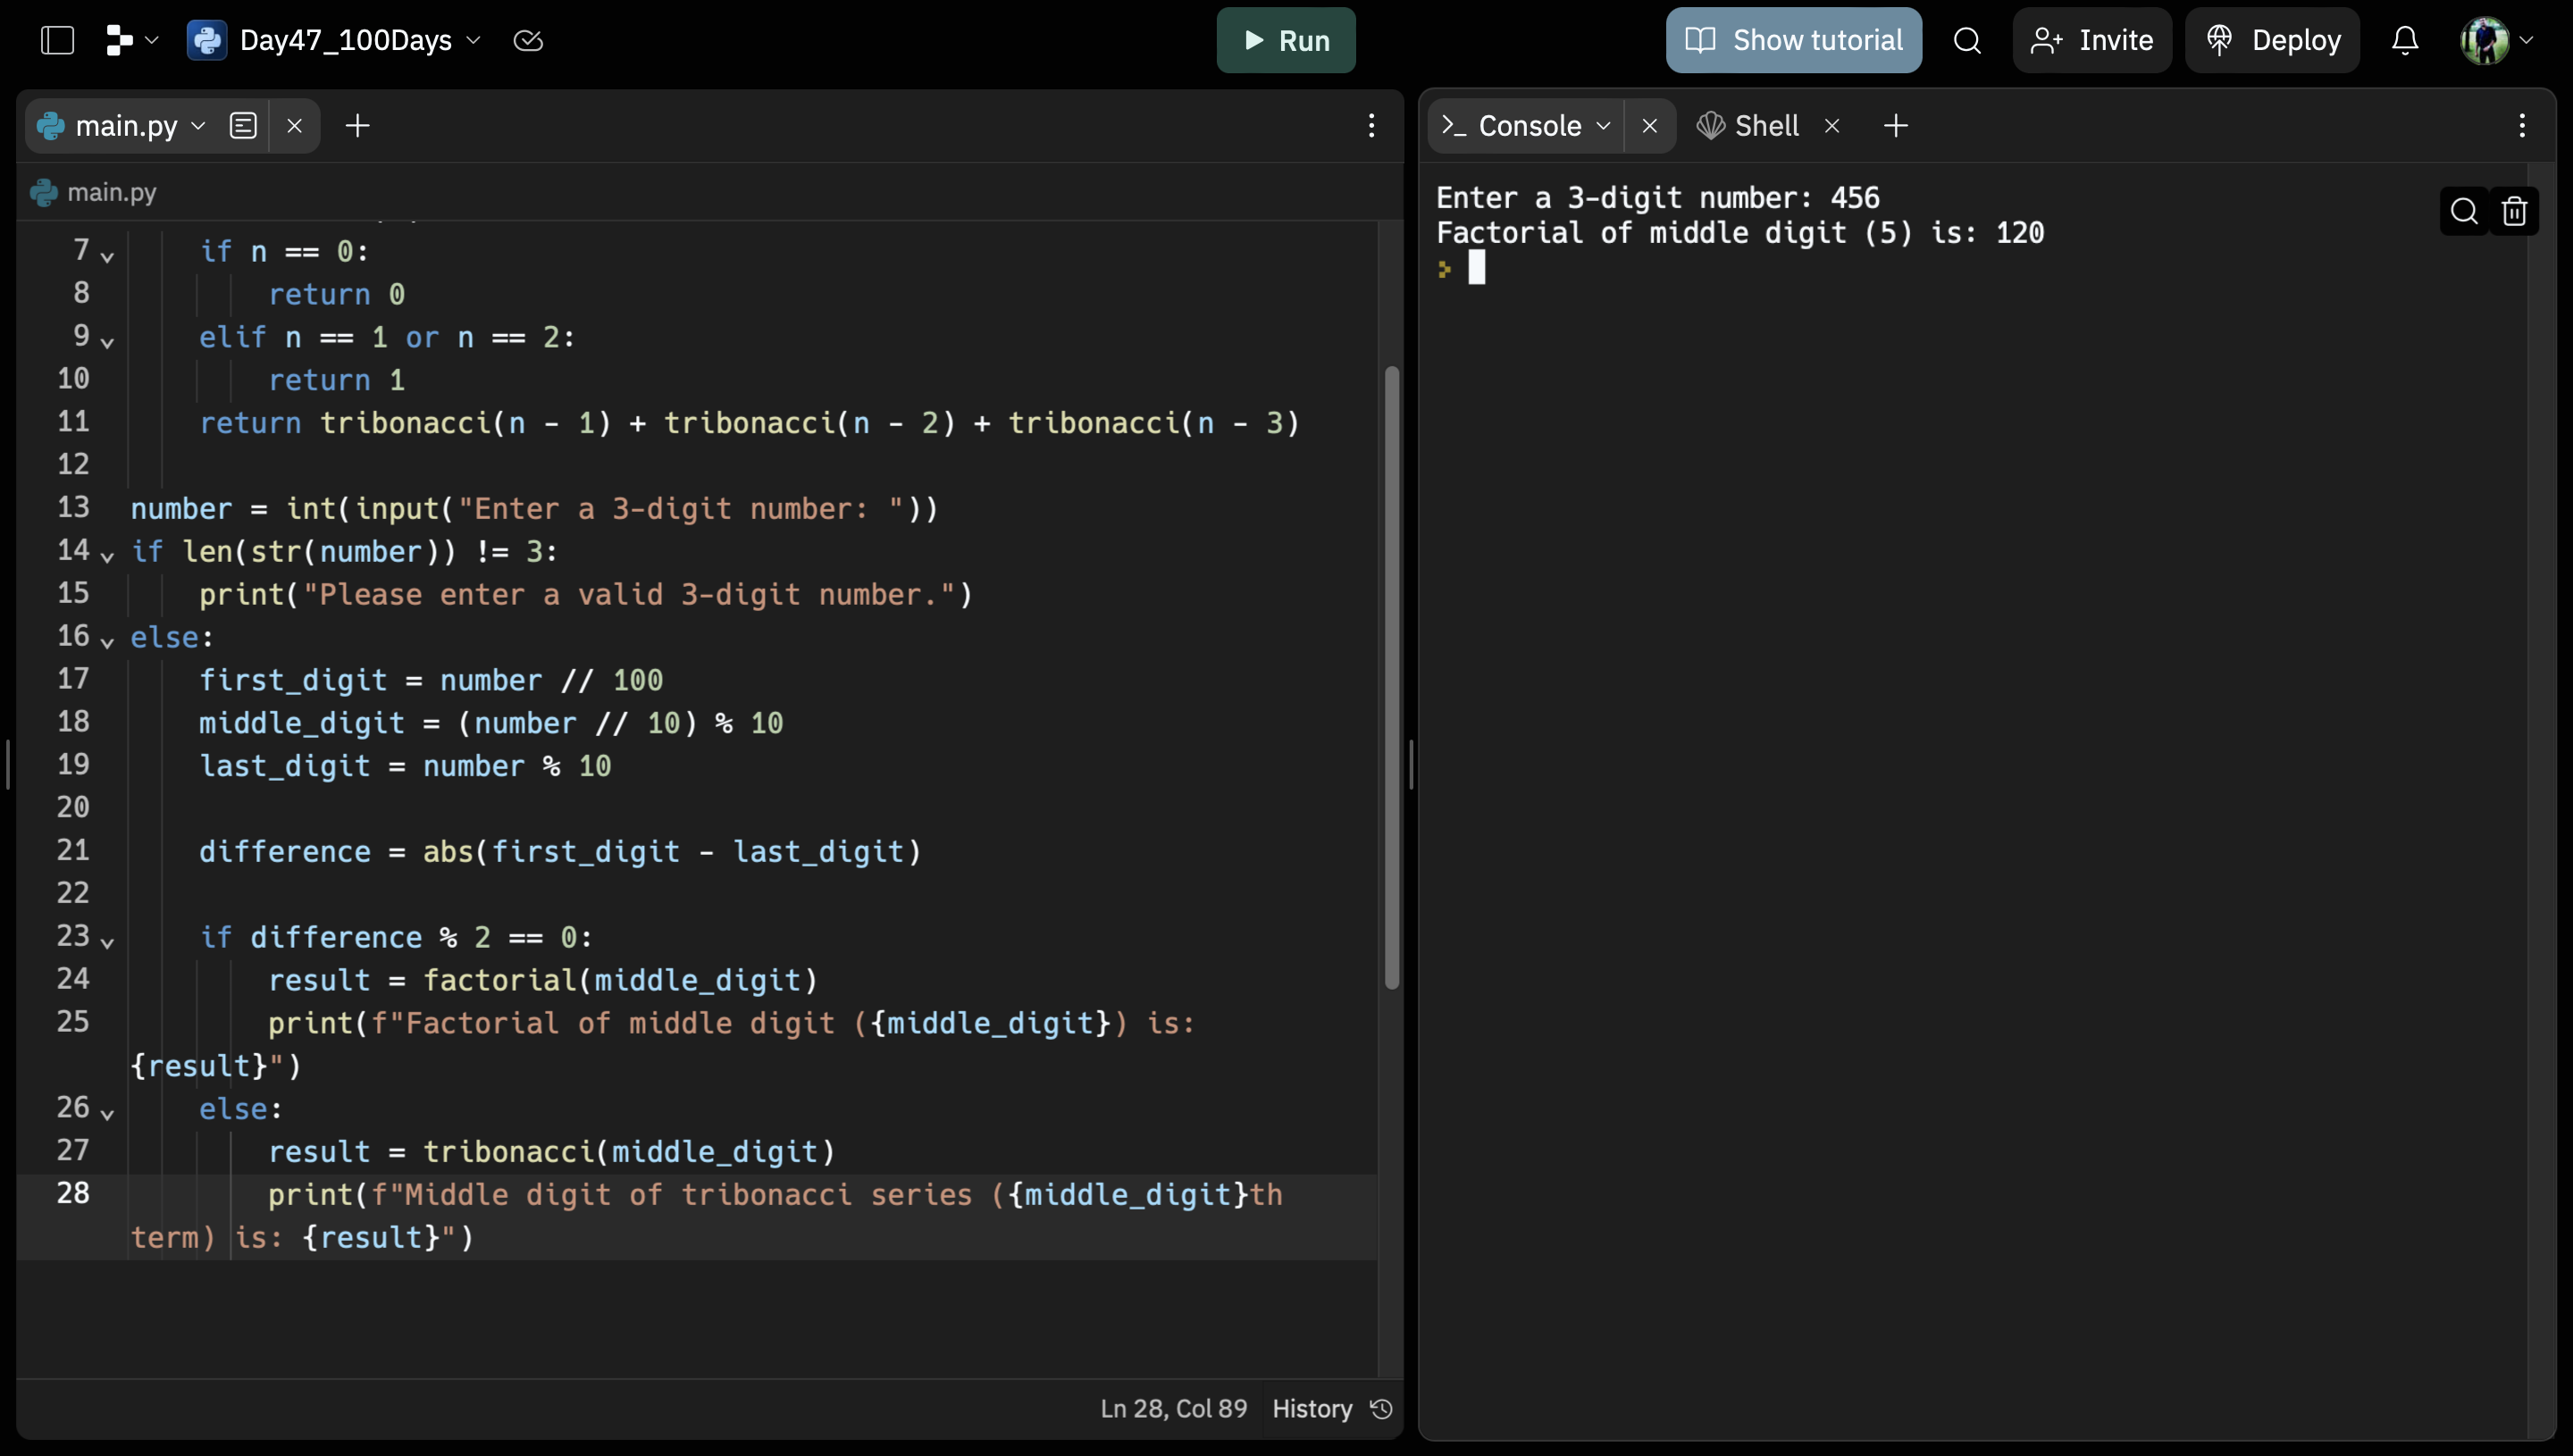 Day47_100Days
Run
Show tutorial
Invite
Deploy
main.py
main.py
7 if n == 0:
8 return 0
9 elif n == 1 or n == 2:
10 return 1
11 return tribonacci(n - 1) + tribonacci(n - 2) + tribonacci(n - 3)
12
13 number = int(input("Enter a 3-digit number: "))
14 if len(str(number)) != 3:
15 print("Please enter a valid 3-digit number.")
16 else:
17 first_digit = number // 100
18 middle_digit = (number // 10) % 10
19 last_digit = number % 10
20
21 difference = abs(first_digit - last_digit)
22
23 if difference % 2 == 0:
24 result = factorial(middle_digit)
25 print(f"Factorial of middle digit ({middle_digit}) is:
{result}")
26 else:
27 result = tribonacci(middle_digit)
28 print(f"Middle digit of tribonacci series ({middle_digit}th
term) is: {result}")
Ln 28, Col 89 History
>_ Console
Shell
Enter a 3-digit number: 456
Factorial of middle digit (5) is: 120